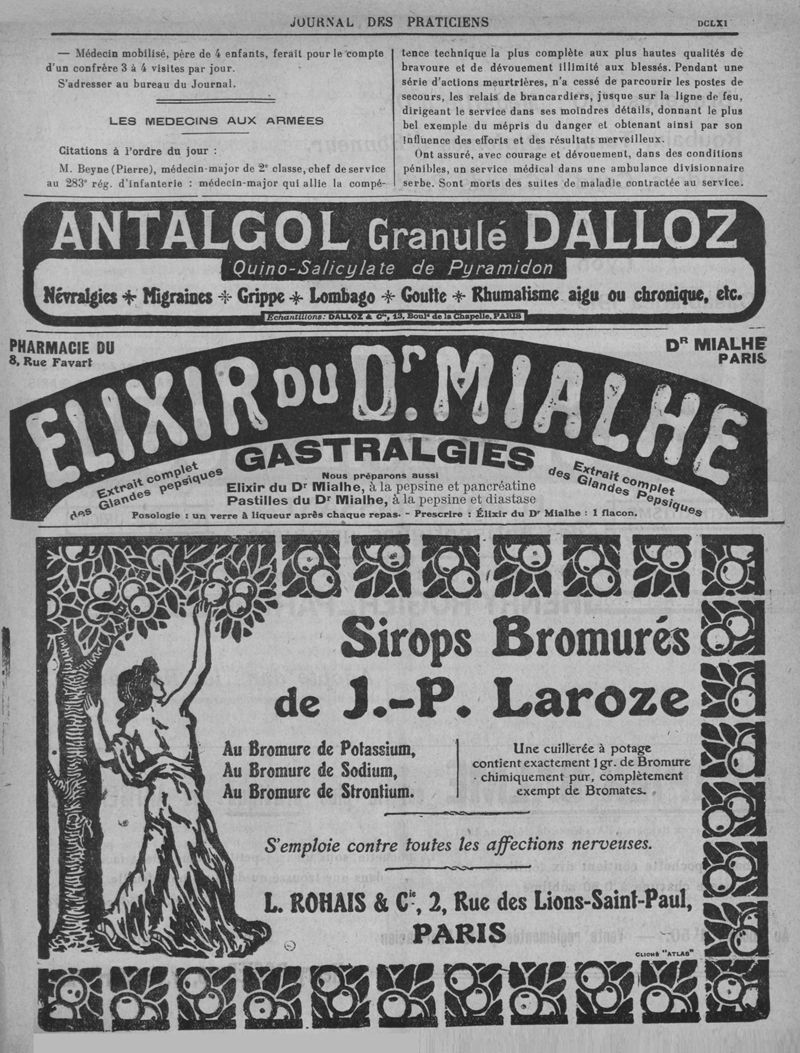 JOURNAL DES PRATICIENS
DCLXI
— Médecin mobilisé, père de 4 enfants, ferait pour le compte
d'un confrère 3 à 4 visites par jour.
S'adresser au bureau du Journal.
LES MEDECINS AUX ARMÉES
Citations à l'ordre du jour :
M. Beyne (Pierre), médecin-major de 2e classe, chef de service
au 283e rég. d'infanterie : médecin-major qui allie la compé-
tence technique la plus complète aux plus hautes qualités de
bravoure et de dévouement illimité aux blessés. Pendant une
série d'actions meurtrières, n'a cessé de parcourir les postes de
secours, les relais de brancardiers, jusque sur la ligne de feu,
dirigeant le service dans ses moindres détails, donnant le plus
bel exemple du mépris du danger et obtenant ainsi par son
influence des efforts et des résultats merveilleux.
Ont assuré, avec courage et dévouement, dans des conditions
pénibles, un service médical dans une ambulance divisionnaire
serbe. Sont morts des suites de maladie contractée au service.
ANTALGOL Granulé DALLOZ
Quino-Salicylate de Pyramidon
Névralgies * Migraines * Grippe * Lombago * Goutte * Rhumatisme aigu ou chronique, etc.
Échantillons : DALLOZ & Cie, 13, Boulᵈ de la Chapelle, PARIS
PHARMACIE DU
8, Rue Favart
DR MIALHE
PARIS
ELIXIR DU Dr. MIALHE
GASTRALGIES
Extrait complet
des Glandes pepsiques
Nous préparons aussi
Elixir du Dr Mialhe, à la pepsine et pancréatine
Pastilles du Dr Mialhe, à la pepsine et diastase
Extrait complet
des Glandes Pepsiques
Posologie : un verre à liqueur après chaque repas. - Prescrire : Élixir du Dr Mialhe : 1 flacon.
Sirops Bromurés
de J.-P. Laroze
Au Bromure de Potassium,
Au Bromure de Sodium,
Au Bromure de Strontium.
Une cuillerée à potage
contient exactement 1 gr. de Bromure
chimiquement pur, complètement
exempt de Bromates.
S'emploie contre toutes les affections nerveuses.
L. ROHAIS & Cie, 2, Rue des Lions-Saint-Paul,
PARIS
CLICHÉ "ATLAS"